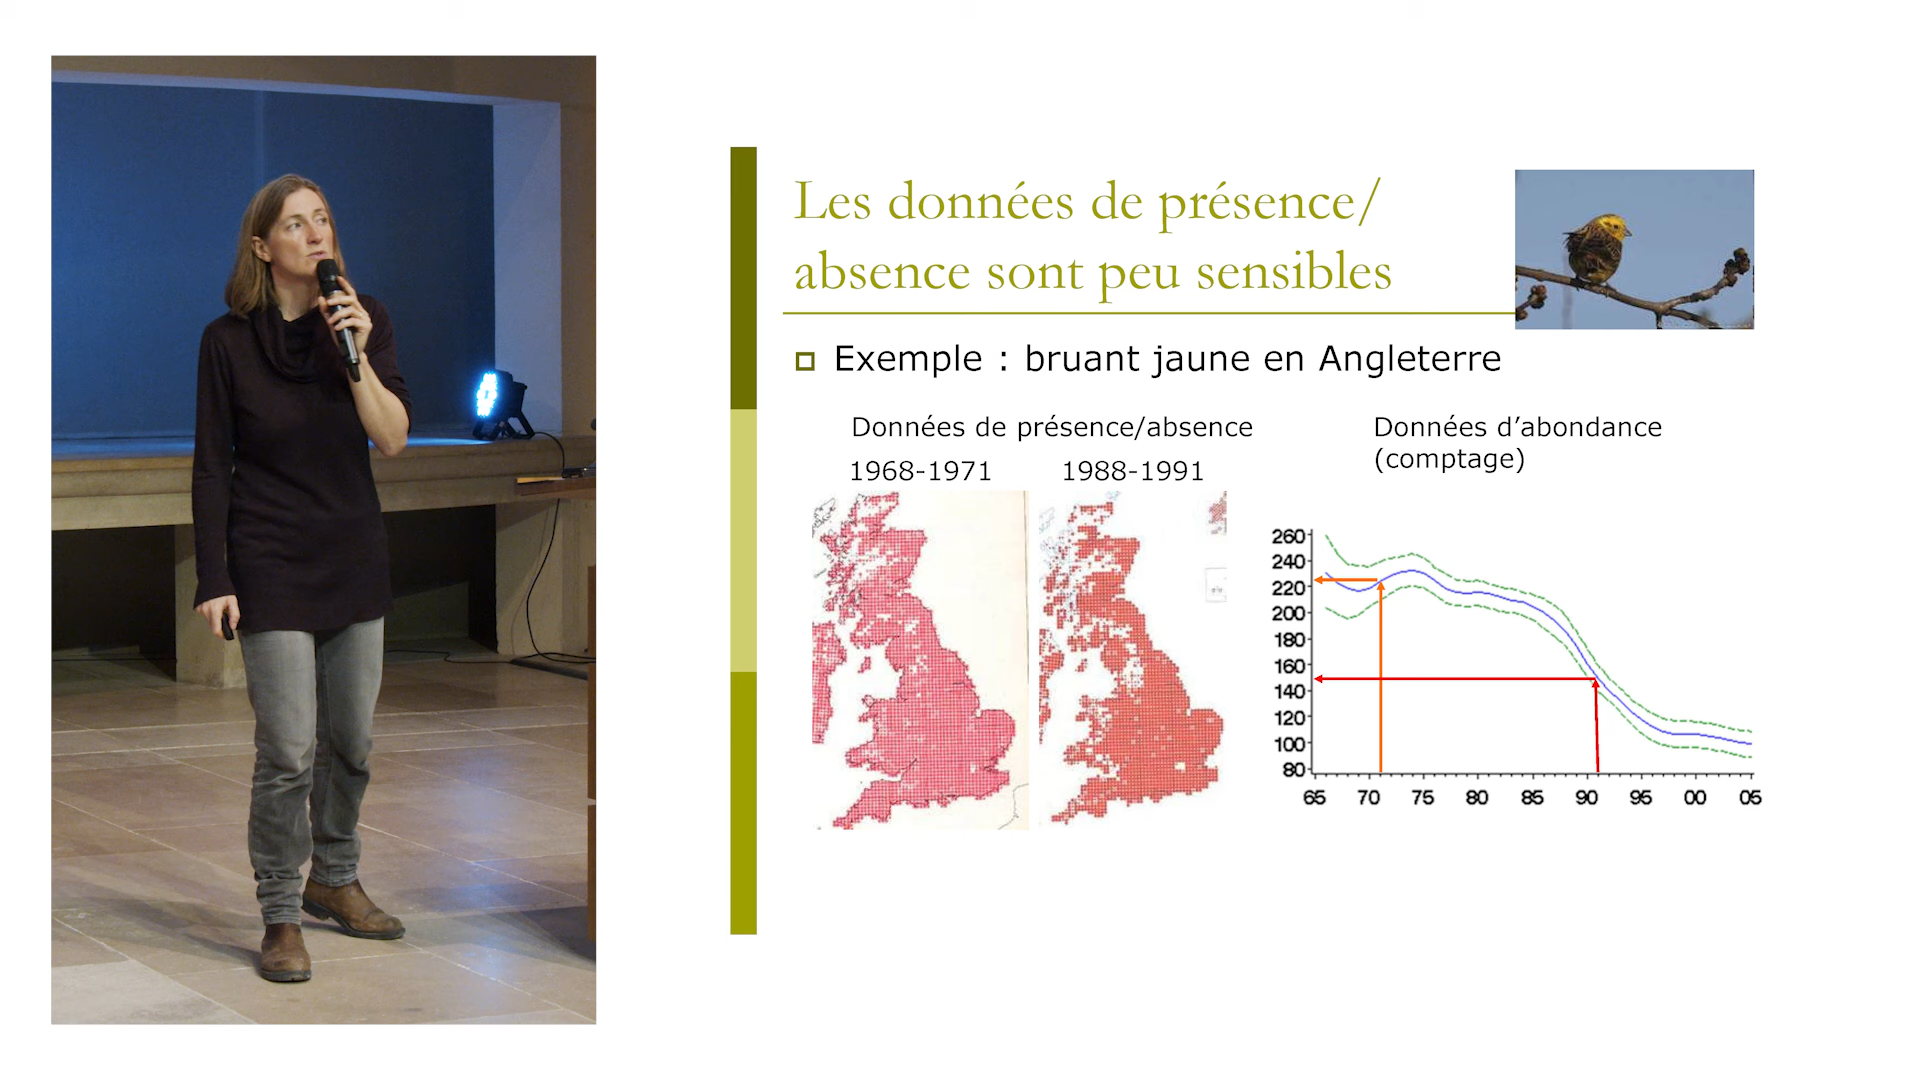 Les données de présence/
absence sont peu sensibles
Exemple : bruant jaune en Angleterre
Données de présence/absence
1968-1971
1988-1991
Données d’abondance
(comptage)
260
240
220
200
180
160
140
120
100
80
65 70 75 80 85 90 95 00 05